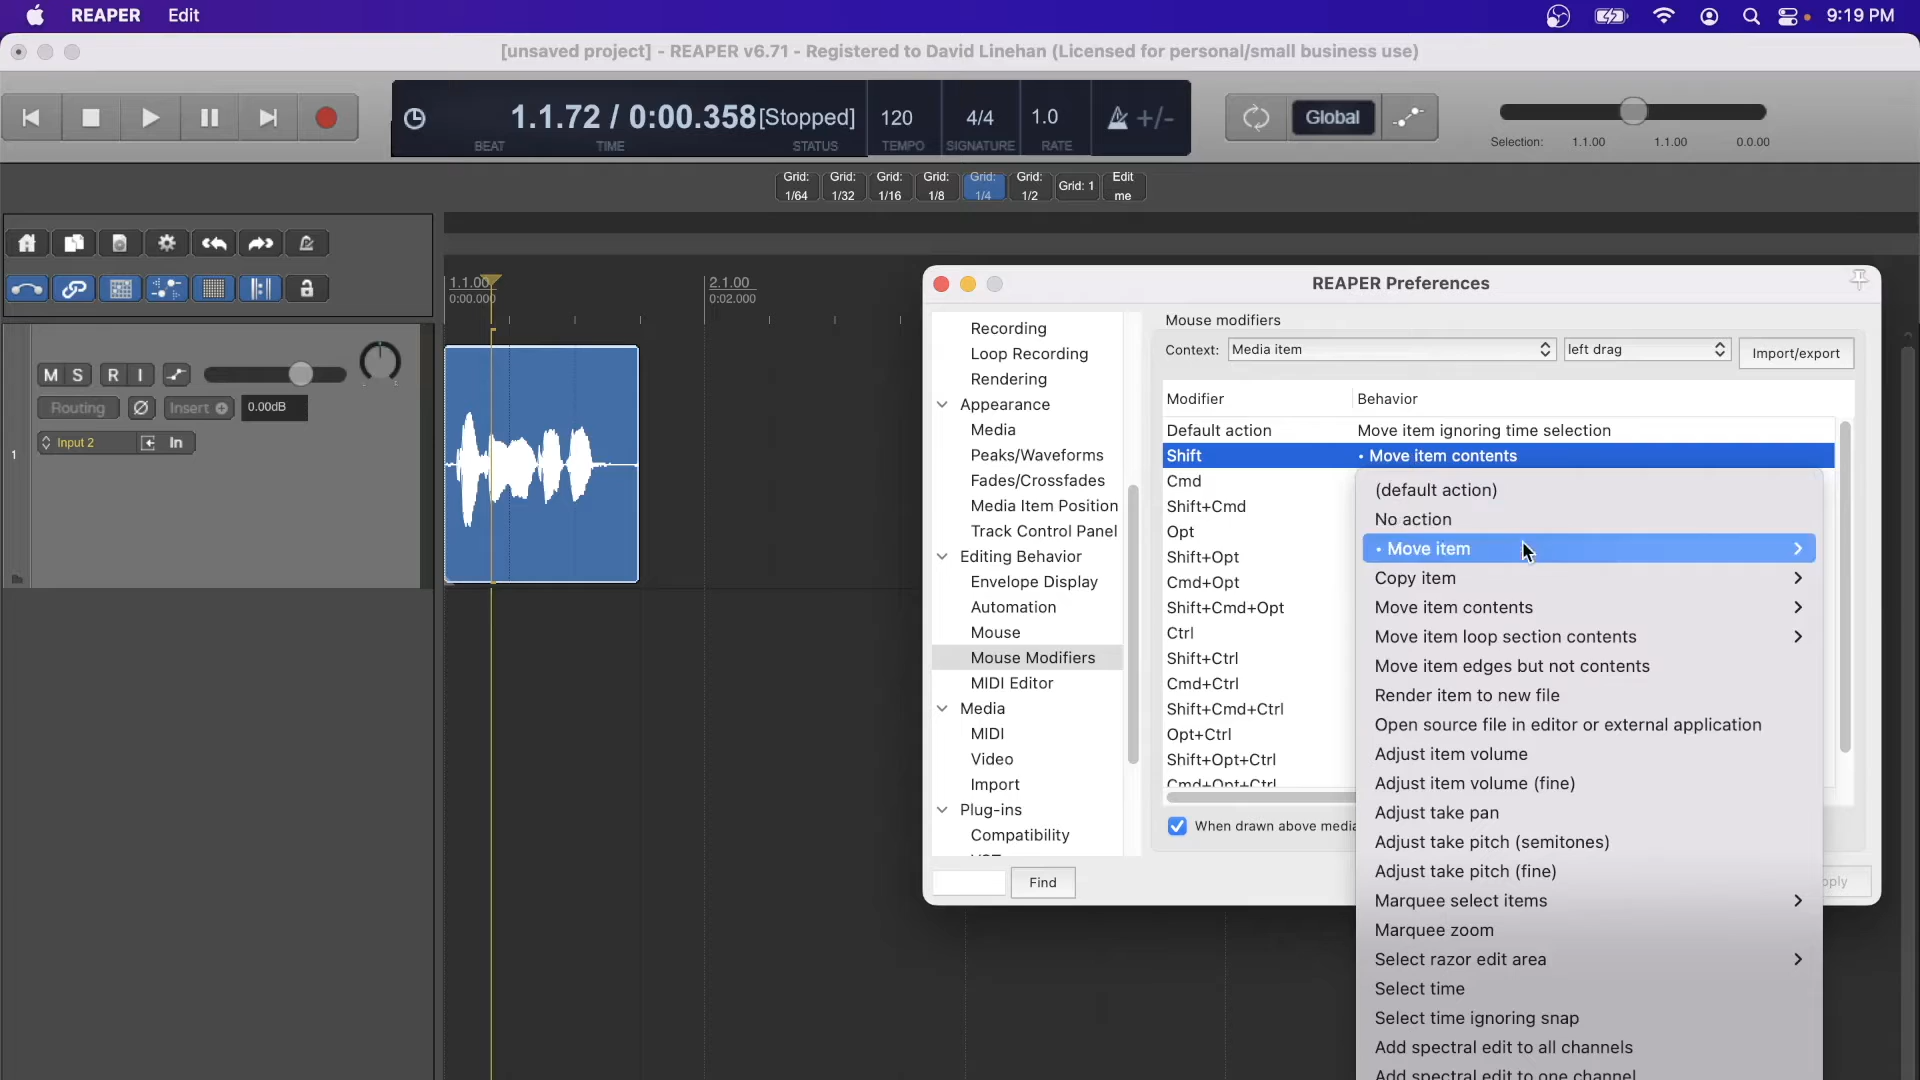 REAPER Edit 9:19 PM
[unsaved project] - REAPER v6.71 - Registered to David Linehan (Licensed for personal/small business use)
1.1.72 / 0:00.358 [Stopped] 120 4/4 1.0 +/-
BEAT TIME STATUS TEMPO SIGNATURE RATE
Global
Selection: 1.1.00 1.1.00 0.0.00
Grid: 1/64
Grid: 1/32
Grid: 1/16
Grid: 1/8
Grid: 1/4
Grid: 1/2
Grid: 1
Edit me
1.1.00
0:00.000
2.1.00
0:02.000
M S R I
Routing Ø Insert 0.00dB
Input 2 In
1
REAPER Preferences
Recording
Loop Recording
Rendering
Appearance
Media
Peaks/Waveforms
Fades/Crossfades
Media Item Position
Track Control Panel
Editing Behavior
Envelope Display
Automation
Mouse
Mouse Modifiers
MIDI Editor
Media
MIDI
Video
Import
Plug-ins
Compatibility
Find
Mouse modifiers
Context: Media item left drag Import/export
Modifier Behavior
Default action Move item ignoring time selection
Shift • Move item contents
Cmd
Shift+Cmd
Opt
Shift+Opt
Cmd+Opt
Shift+Cmd+Opt
Ctrl
Shift+Ctrl
Cmd+Ctrl
Shift+Cmd+Ctrl
Opt+Ctrl
Shift+Opt+Ctrl
Cmd+Opt+Ctrl
When drawn above media
(default action)
No action
• Move item
Copy item
Move item contents
Move item loop section contents
Move item edges but not contents
Render item to new file
Open source file in editor or external application
Adjust item volume
Adjust item volume (fine)
Adjust take pan
Adjust take pitch (semitones)
Adjust take pitch (fine)
Marquee select items
Marquee zoom
Select razor edit area
Select time
Select time ignoring snap
Add spectral edit to all channels
Add spectral edit to one channel